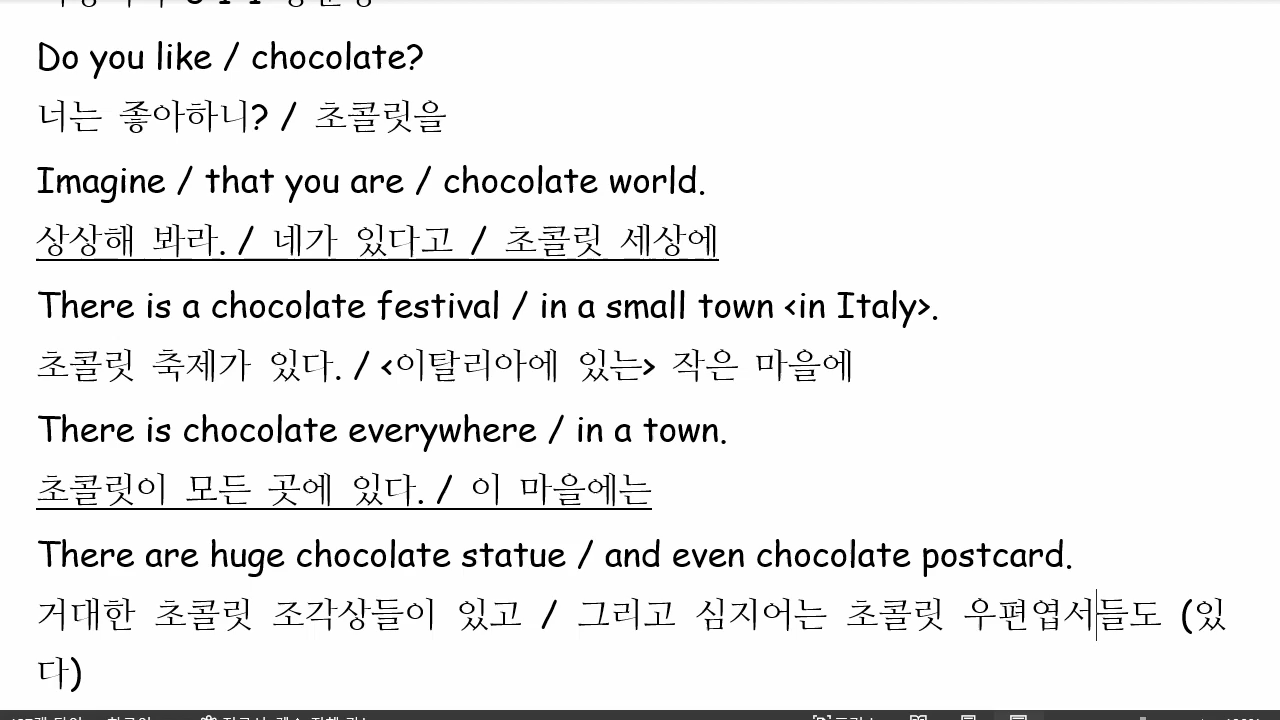 Do you like / chocolate?
너는 좋아하니? / 초콜릿을
Imagine / that you are / chocolate world.
상상해 봐라. / 네가 있다고 / 초콜릿 세상에
There is a chocolate festival / in a small town <in Italy>.
초콜릿 축제가 있다. / <이탈리아에 있는> 작은 마을에
There is chocolate everywhere / in a town.
초콜릿이 모든 곳에 있다. / 이 마을에는
There are huge chocolate statue / and even chocolate postcard.
거대한 초콜릿 조각상들이 있고 / 그리고 심지어는 초콜릿 우편엽서들도 (있
다)